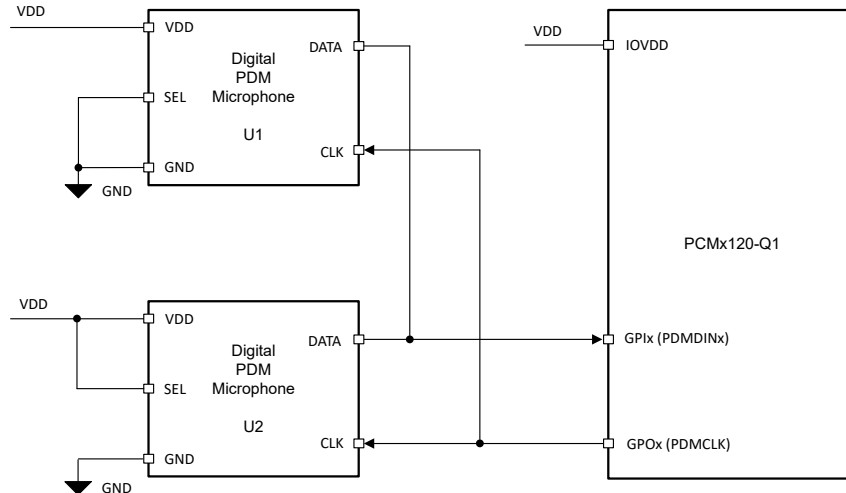 VDD
VDD
SEL
GND
GND
Digital
PDM
Microphone
U1
DATA
CLK
VDD
IOVDD
PCMx120-Q1
GPIx (PDMDINx)
GPOx (PDMCLK)
VDD
VDD
SEL
GND
GND
Digital
PDM
Microphone
U2
DATA
CLK